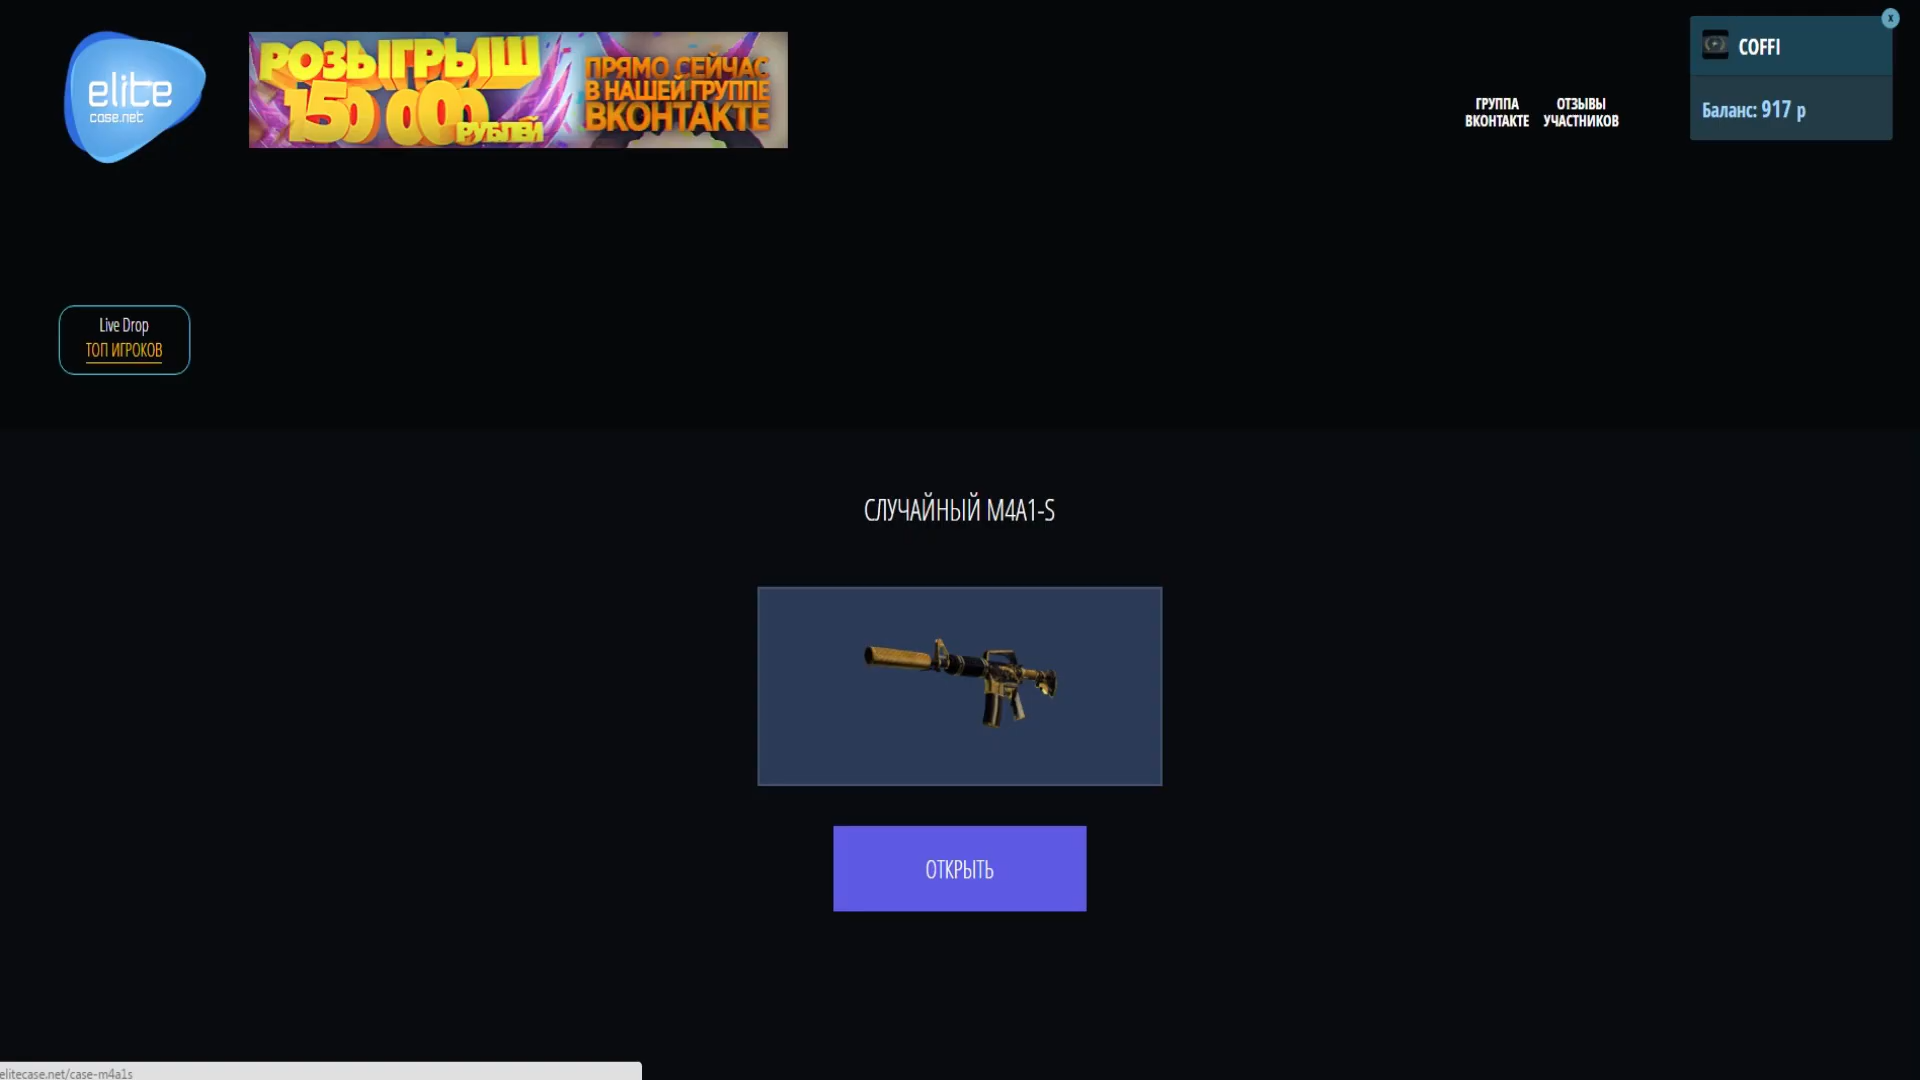 elite
case.net
РОЗЫГРЫШ
150 000
РУБЛЕЙ
ПРЯМО СЕЙЧАС
В НАШЕЙ ГРУППЕ
ВКОНТАКТЕ
ГРУППА
ВКОНТАКТЕ
ОТЗЫВЫ
УЧАСТНИКОВ
x
COFFI
Баланс: 917 р
Live Drop
ТОП ИГРОКОВ
СЛУЧАЙНЫЙ M4A1-S
ОТКРЫТЬ
elitecase.net/case-m4a1s